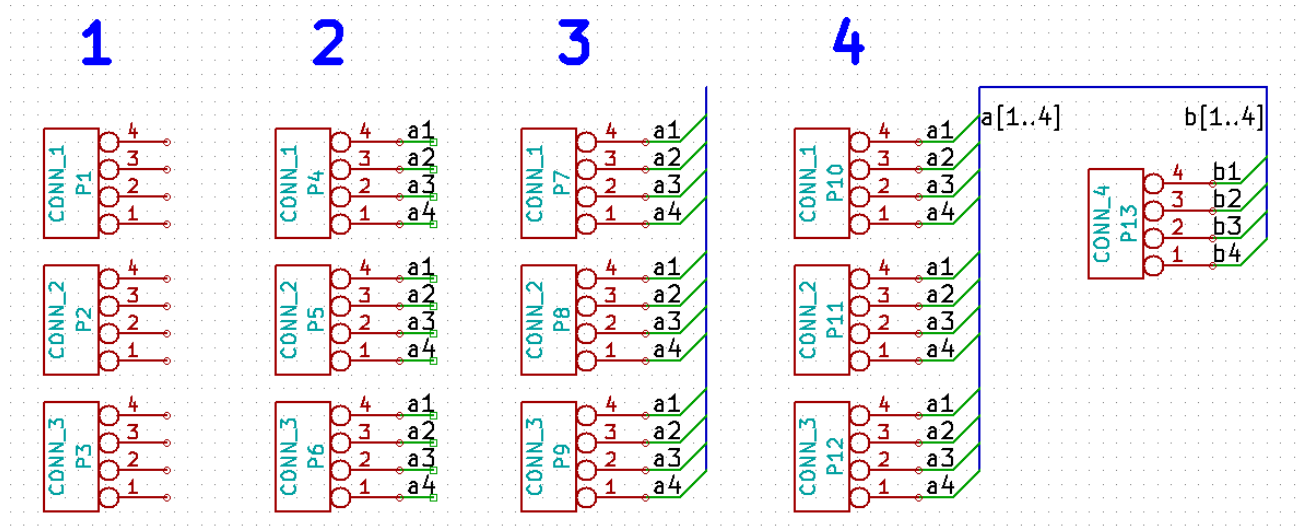 1 2 3 4
a[1..4] b[1..4]
CONN_1
P1
4
3
2
1
CONN_2
P2
4
3
2
1
CONN_3
P3
4
3
2
1
CONN_1
P4
4 a1
3 a2
2 a3
1 a4
CONN_2
P5
4 a1
3 a2
2 a3
1 a4
CONN_3
P6
4 a1
3 a2
2 a3
1 a4
CONN_1
P7
4 a1
3 a2
2 a3
1 a4
CONN_2
P8
4 a1
3 a2
2 a3
1 a4
CONN_3
P9
4 a1
3 a2
2 a3
1 a4
CONN_1
P10
4 a1
3 a2
2 a3
1 a4
CONN_2
P11
4 a1
3 a2
2 a3
1 a4
CONN_3
P12
4 a1
3 a2
2 a3
1 a4
CONN_4
P13
4 b1
3 b2
2 b3
1 b4